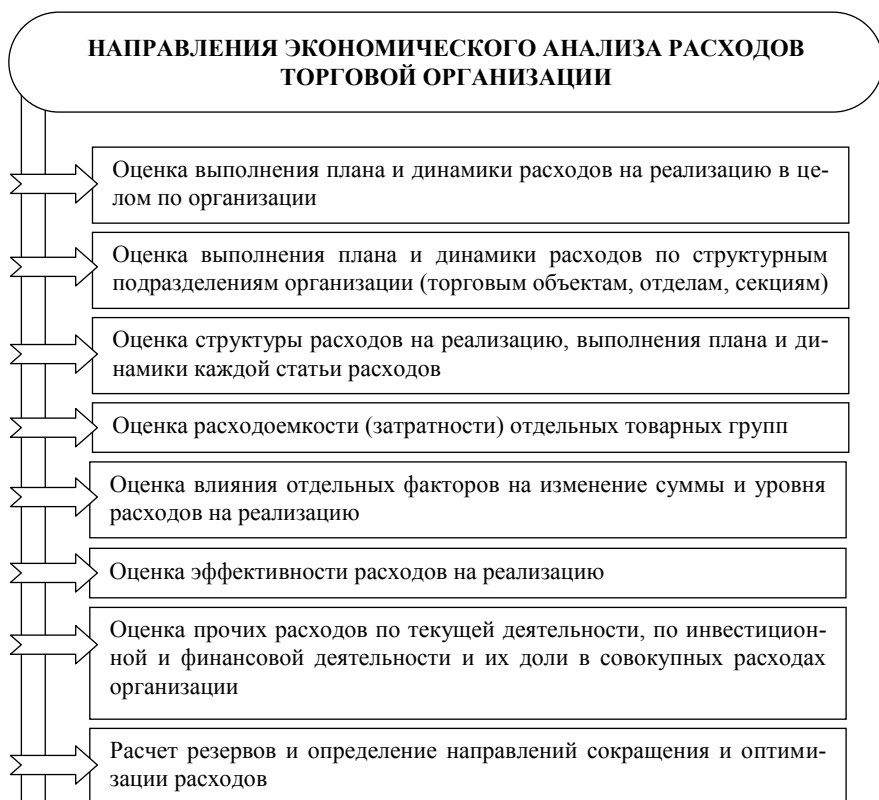 НАПРАВЛЕНИЯ ЭКОНОМИЧЕСКОГО АНАЛИЗА РАСХОДОВ
ТОРГОВОЙ ОРГАНИЗАЦИИ
Оценка выполнения плана и динамики расходов на реализацию в це-
лом по организации
Оценка выполнения плана и динамики расходов по структурным
подразделениям организации (торговым объектам, отделам, секциям)
Оценка структуры расходов на реализацию, выполнения плана и ди-
намики каждой статьи расходов
Оценка расходоемкости (затратности) отдельных товарных групп
Оценка влияния отдельных факторов на изменение суммы и уровня
расходов на реализацию
Оценка эффективности расходов на реализацию
Оценка прочих расходов по текущей деятельности, по инвестицион-
ной и финансовой деятельности и их доли в совокупных расходах
организации
Расчет резервов и определение направлений сокращения и оптими-
зации расходов